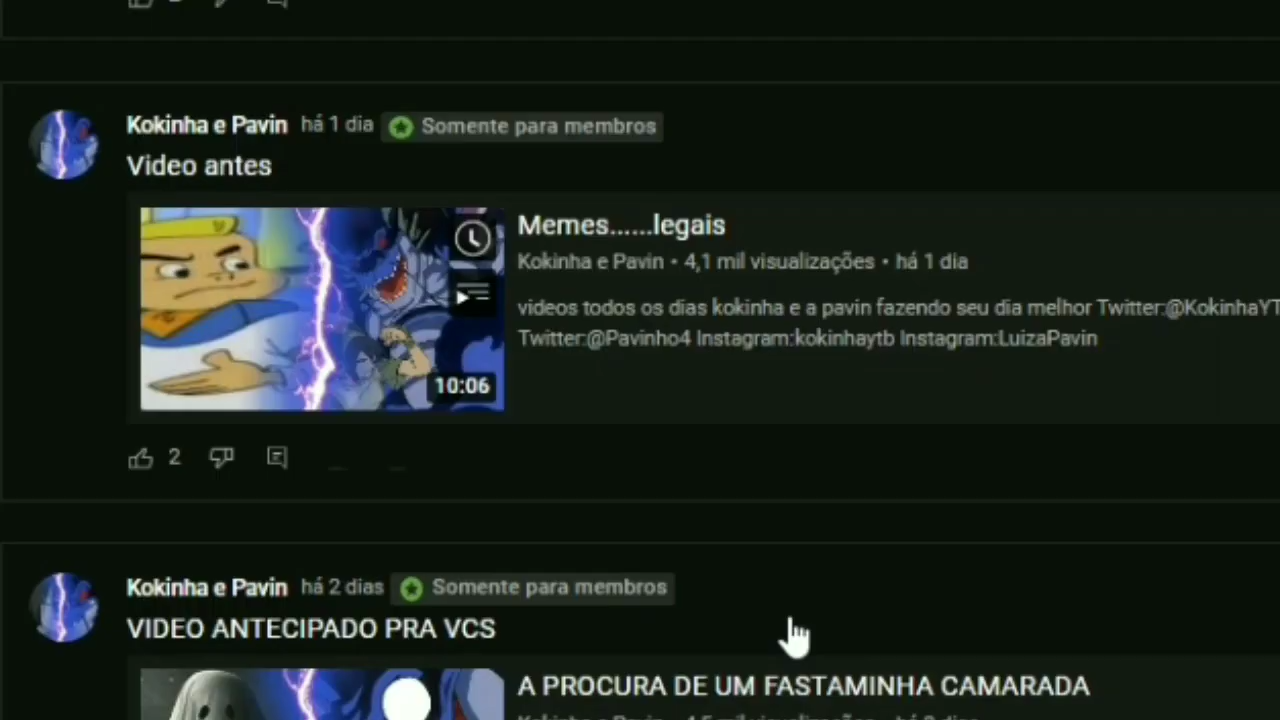 Kokinha e Pavin há 1 dia Somente para membros
Video antes
Memes......legais
Kokinha e Pavin • 4,1 mil visualizações • há 1 dia
videos todos os dias kokinha e a pavin fazendo seu dia melhor Twitter:@KokinhaYT
Twitter:@Pavinho4 Instagram:kokinhaytb Instagram:LuizaPavin
10:06
2
Kokinha e Pavin há 2 dias Somente para membros
VIDEO ANTECIPADO PRA VCS
A PROCURA DE UM FASTAMINHA CAMARADA